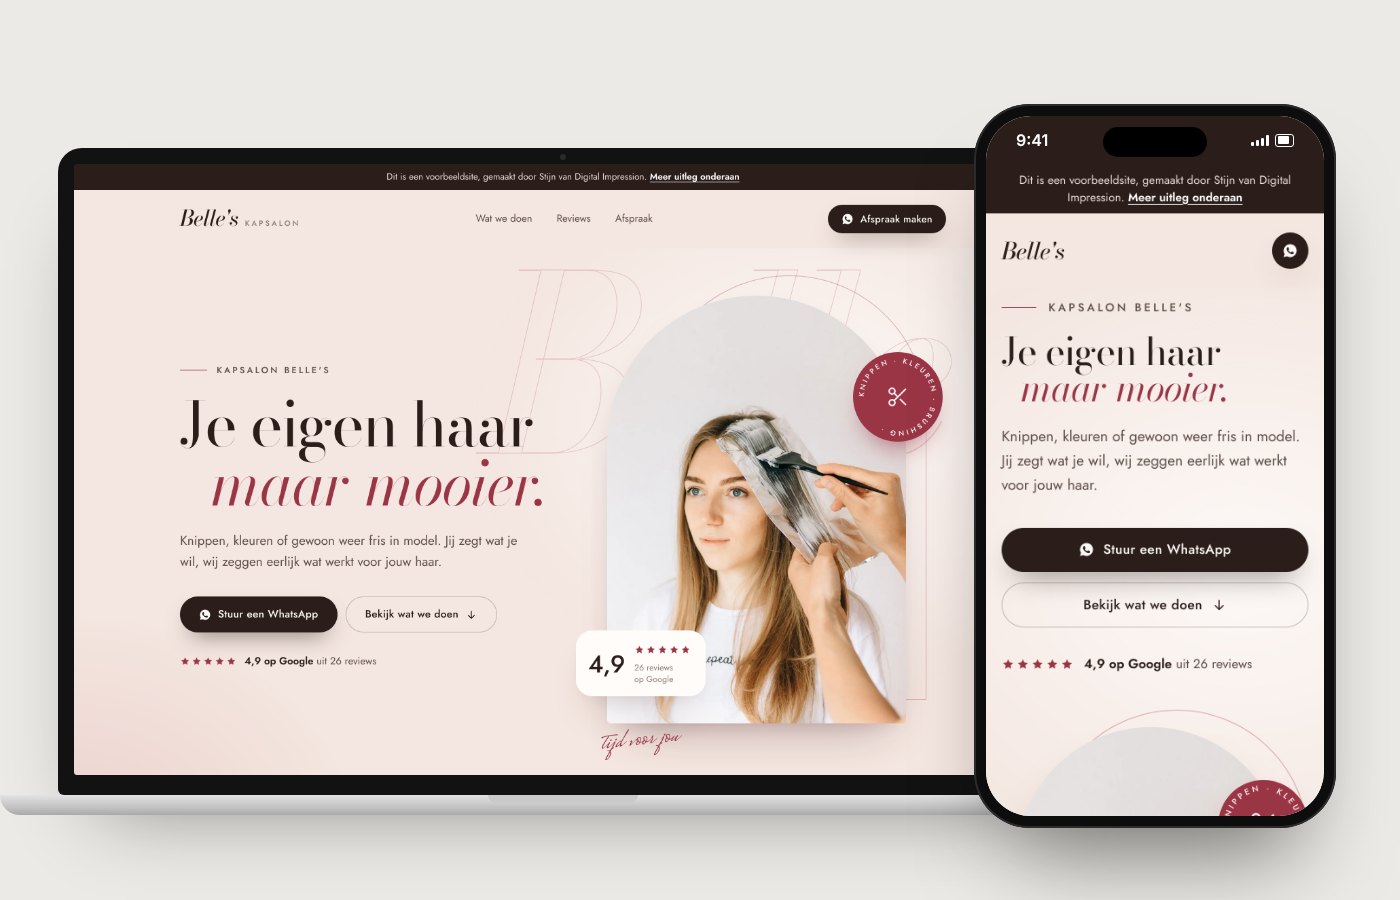 Dit is een voorbeeldsite, gemaakt door Stijn van Digital Impression. Meer uitleg onderaan
Belle's KAPSALON
Wat we doen
Reviews
Afspraak
Afspraak maken
KAPSALON BELLE'S
Je eigen haar
maar mooier.
Knippen, kleuren of gewoon weer fris in model. Jij zegt wat je
wil, wij zeggen eerlijk wat werkt voor jouw haar.
Stuur een WhatsApp
Bekijk wat we doen ↓
4,9 op Google uit 26 reviews
KNIPPEN · KLEUREN · BRUSHING ·
4,9
26 reviews
op Google
Tijd voor jou
9:41
Dit is een voorbeeldsite, gemaakt door Stijn van Digital
Impression. Meer uitleg onderaan
Belle's
KAPSALON BELLE'S
Je eigen haar
maar mooier.
Knippen, kleuren of gewoon weer fris in model.
Jij zegt wat je wil, wij zeggen eerlijk wat werkt
voor jouw haar.
Stuur een WhatsApp
Bekijk wat we doen ↓
4,9 op Google uit 26 reviews